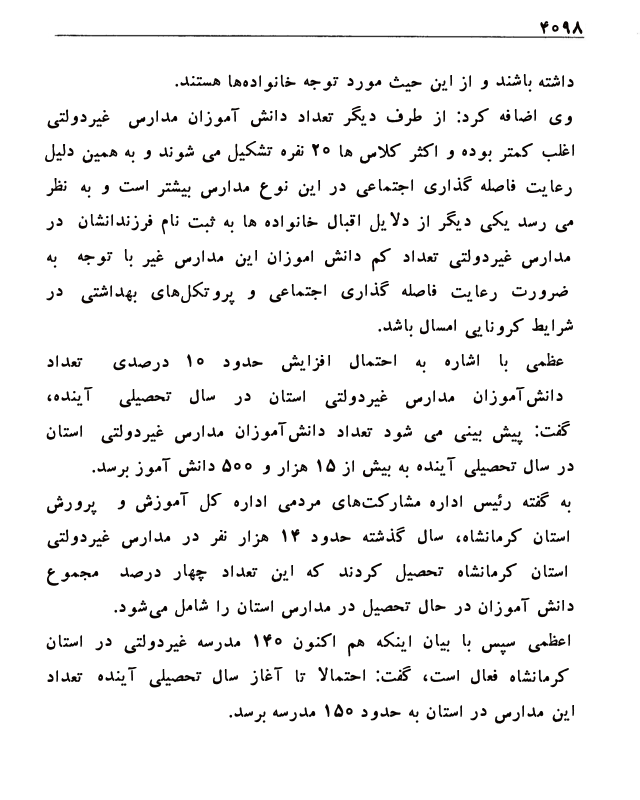 ۴۰۹۸
داشته باشند و از این حیث مورد توجه خانواده‌ها هستند.
وی اضافه کرد: از طرف دیگر تعداد دانش آموزان مدارس غیردولتی
اغلب کمتر بوده و اکثر کلاس ها ۲۰ نفره تشکیل می شوند و به همین دلیل
رعایت فاصله گذاری اجتماعی در این نوع مدارس بیشتر است و به نظر
می رسد یکی دیگر از دلایل اقبال خانواده ها به ثبت نام فرزندانشان در
مدارس غیردولتی تعداد کم دانش اموزان این مدارس غیر با توجه به
ضرورت رعایت فاصله گذاری اجتماعی و پروتکل‌های بهداشتی در
شرایط کرونایی امسال باشد.
عظمی با اشاره به احتمال افزایش حدود ۱۰ درصدی تعداد
دانش‌آموزان مدارس غیردولتی استان در سال تحصیلی آینده،
گفت: پیش بینی می شود تعداد دانش‌آموزان مدارس غیردولتی استان
در سال تحصیلی آینده به بیش از ۱۵ هزار و ۵۰۰ دانش آموز برسد.
به گفته رئیس اداره مشارکت‌های مردمی اداره کل آموزش و پرورش
استان کرمانشاه، سال گذشته حدود ۱۴ هزار نفر در مدارس غیردولتی
استان کرمانشاه تحصیل کردند که این تعداد چهار درصد مجموع
دانش آموزان در حال تحصیل در مدارس استان را شامل می‌شود.
اعظمی سپس با بیان اینکه هم اکنون ۱۴۰ مدرسه غیردولتی در استان
کرمانشاه فعال است، گفت: احتمالا تا آغاز سال تحصیلی آینده تعداد
این مدارس در استان به حدود ۱۵۰ مدرسه برسد.